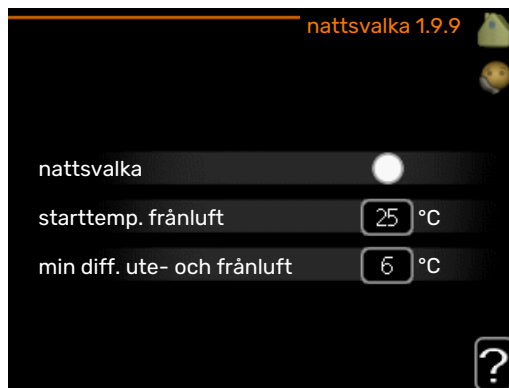 nattsvalka 1.9.9
nattsvalka
starttemp. frånluft 25 °C
min diff. ute- och frånluft 6 °C
?